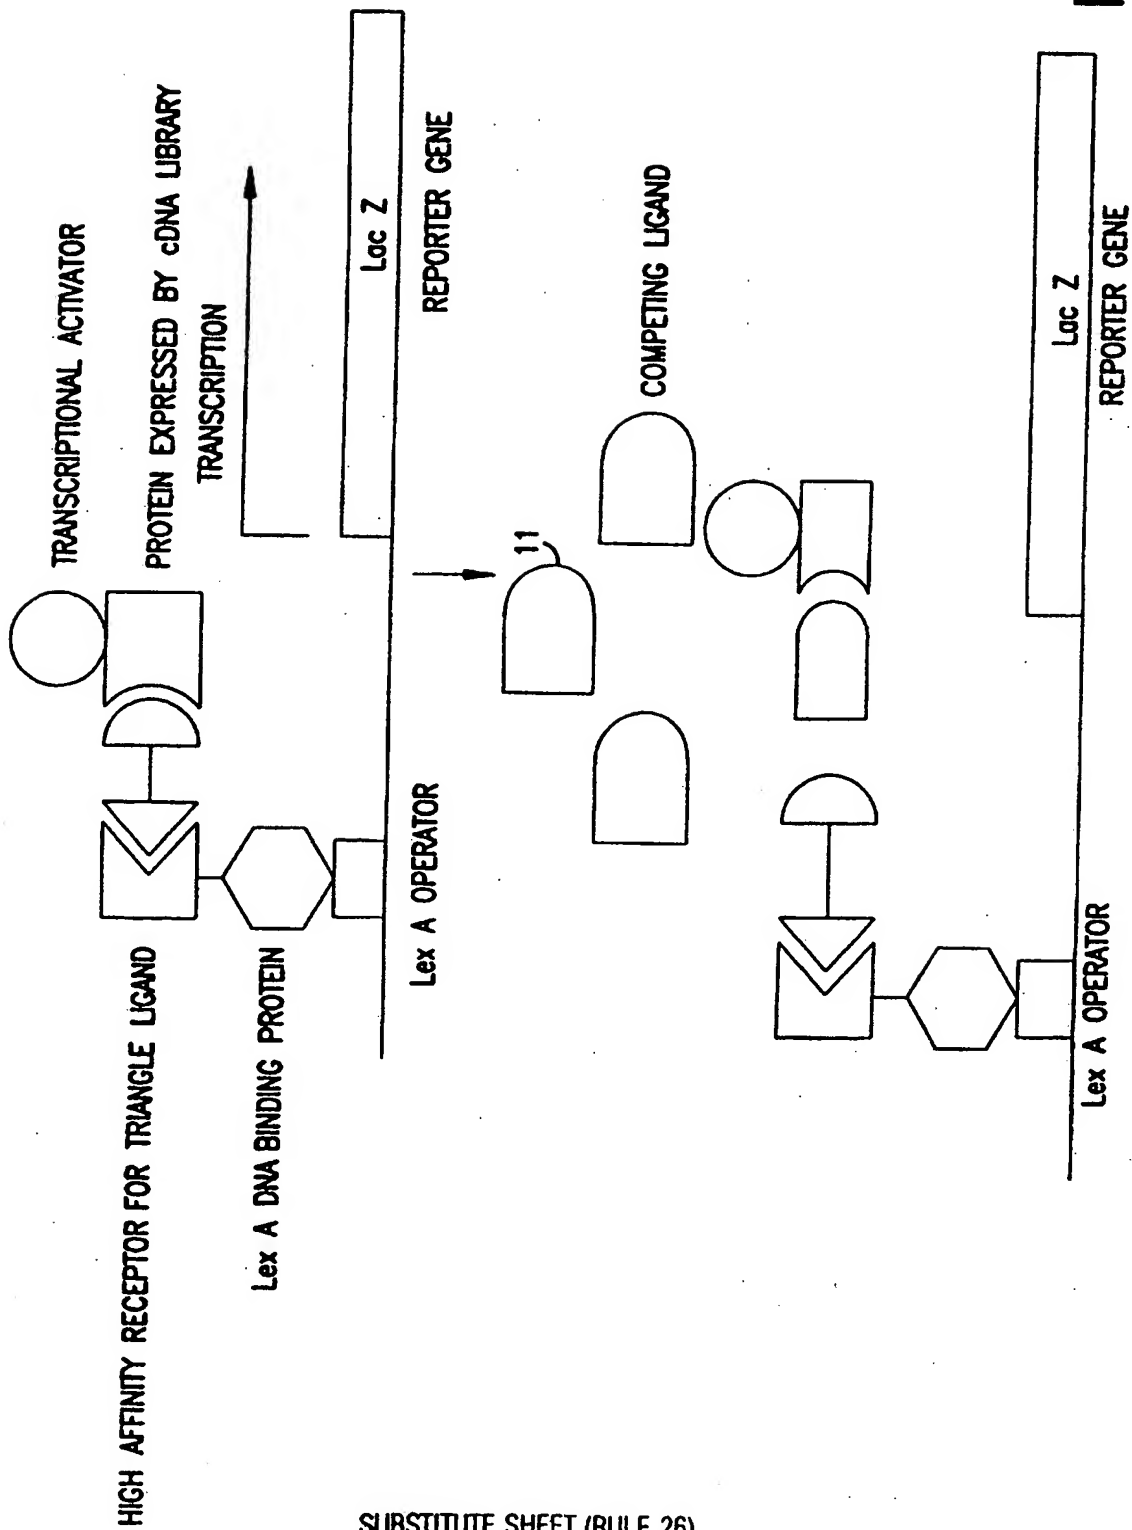 TRANSCRIPTIONAL ACTIVATOR
PROTEIN EXPRESSED BY cDNA LIBRARY
TRANSCRIPTION
HIGH AFFINITY RECEPTOR FOR TRIANGLE LIGAND
Lex A DNA BINDING PROTEIN
Lac Z
Lex A OPERATOR
REPORTER GENE
11
COMPETING LIGAND
Lac Z
Lex A OPERATOR
REPORTER GENE
SUBSTITUTE SHEET (RULE 26)